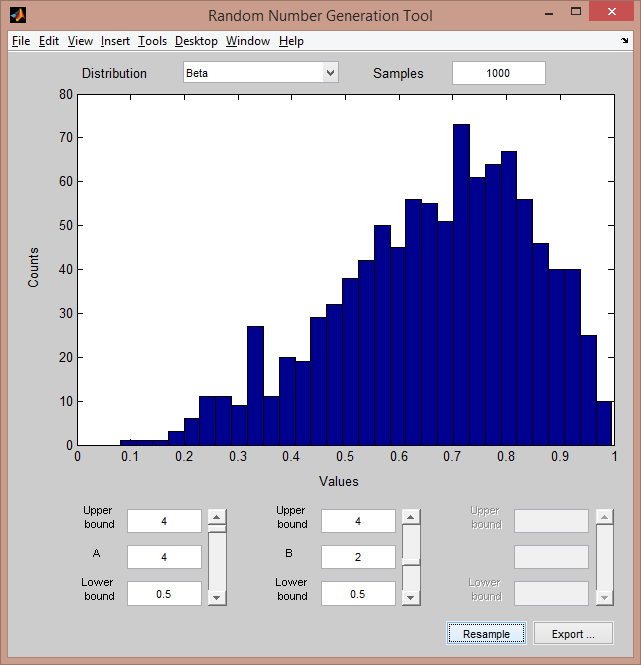 Random Number Generation Tool
File Edit View Insert Tools Desktop Window Help
Distribution Beta Samples 1000
80
70
60
50
40
30
20
10
0
Counts
0 0.1 0.2 0.3 0.4 0.5 0.6 0.7 0.8 0.9 1
Values
Upper bound 4 Upper bound 4 Upper bound
A 4 B 2
Lower bound 0.5 Lower bound 0.5 Lower bound
Resample Export ...